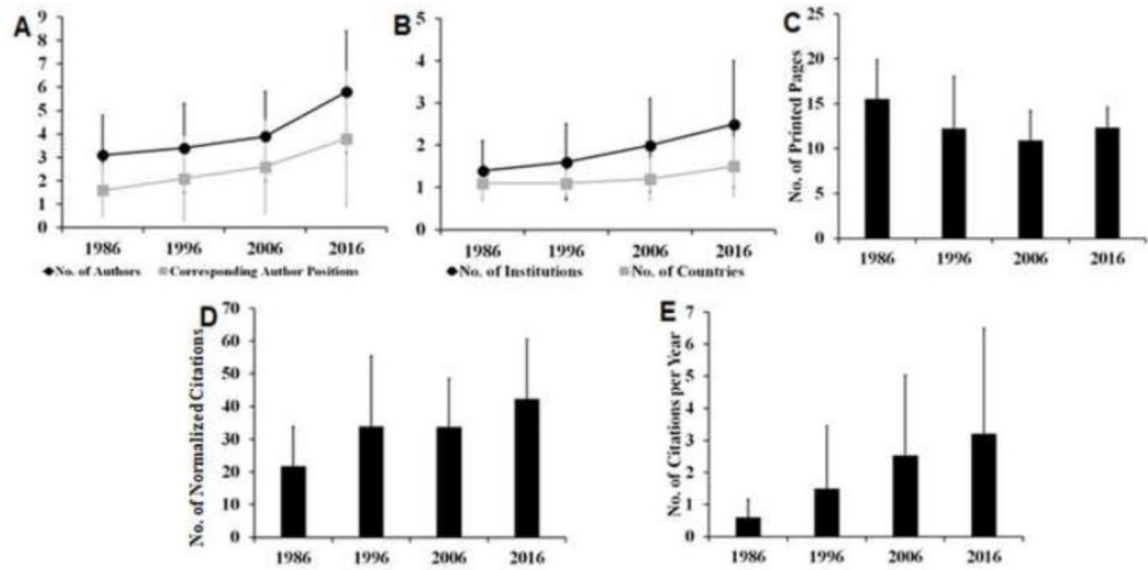 A
9
8
7
6
5
4
3
2
1
0
1986 1996 2006 2016
No. of Authors Corresponding Author Positions
B
5
4
3
2
1
0
1986 1996 2006 2016
No. of Institutions No. of Countries
C
No. of Printed Pages
25
20
15
10
5
0
1986 1996 2006 2016
D
No. of Normalized Citations
70
60
50
40
30
20
10
0
1986 1996 2006 2016
E
No. of Citations per Year
7
6
5
4
3
2
1
0
1986 1996 2006 2016